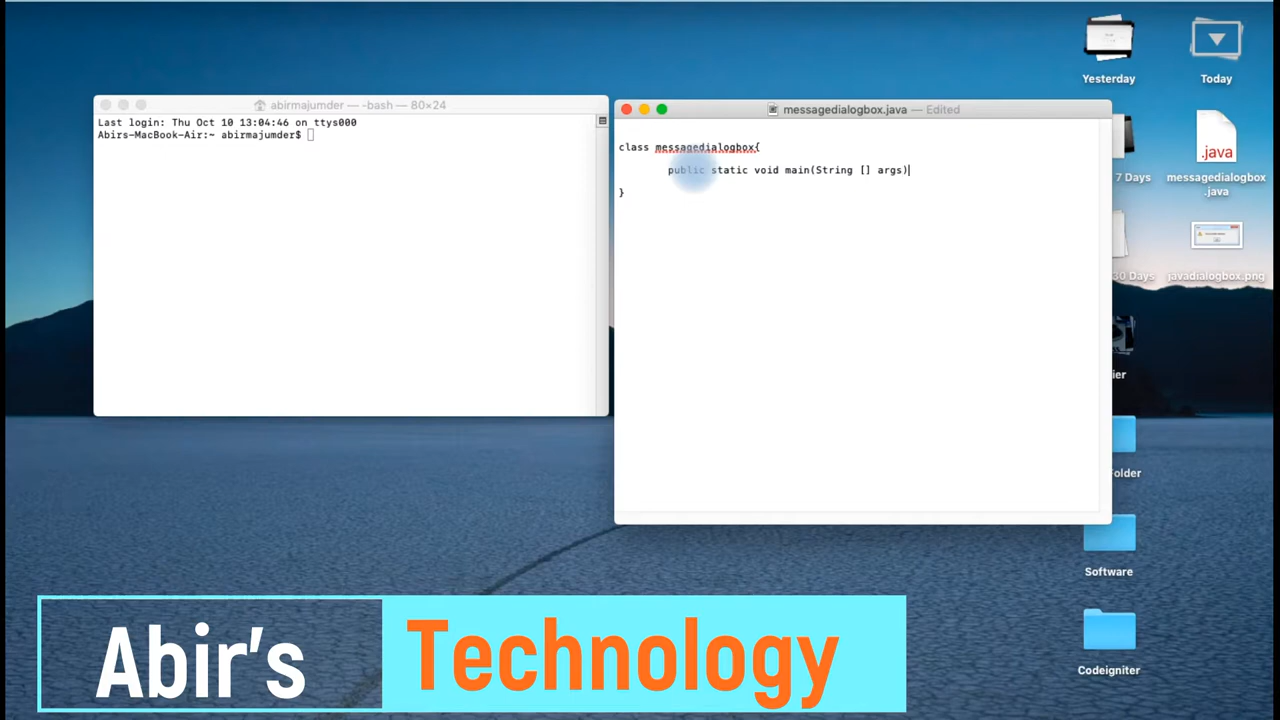 abirmajumder — -bash — 80×24
Last login: Thu Oct 10 13:04:46 on ttys000
Abirs-MacBook-Air:~ abirmajumder$
messagedialogbox.java — Edited
class messagedialogbox{
public static void main(String [] args)
}
Yesterday
Today
.java
7 Days
messagedialogbox
.java
30 Days
javadialogbox.png
ier
Folder
Software
Codeigniter
Abir's
Technology